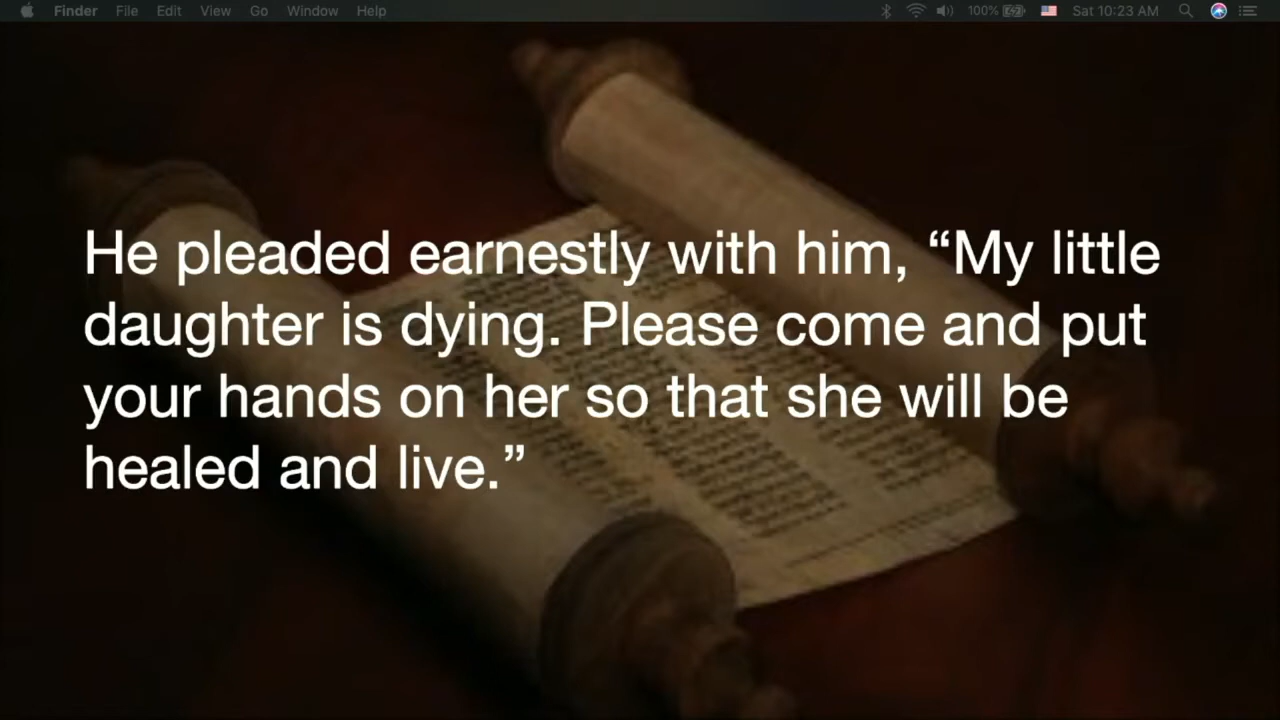 Finder File Edit View Go Window Help 100% Sat 10:23 AM
He pleaded earnestly with him, “My little
daughter is dying. Please come and put
your hands on her so that she will be
healed and live.”